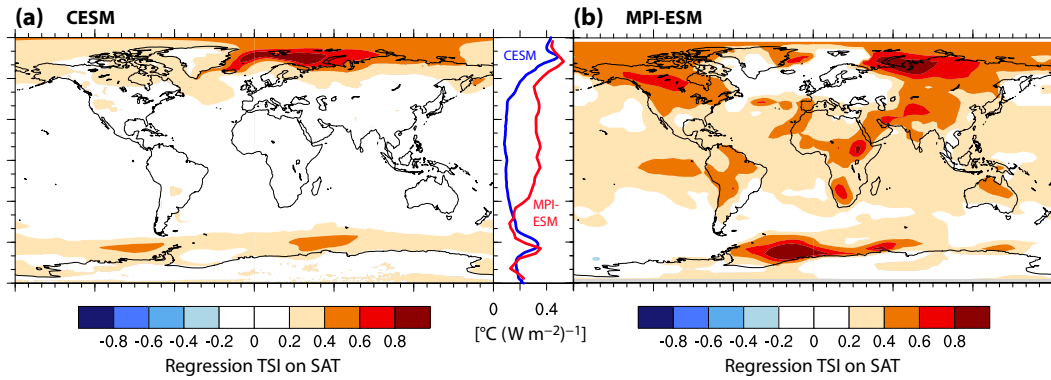 (a) CESM
(b) MPI-ESM
CESM
MPI-
ESM
0 0.4
[°C (W m–2)–1]
-0.8 -0.6 -0.4 -0.2 0 0.2 0.4 0.6 0.8
Regression TSI on SAT
-0.8 -0.6 -0.4 -0.2 0 0.2 0.4 0.6 0.8
Regression TSI on SAT